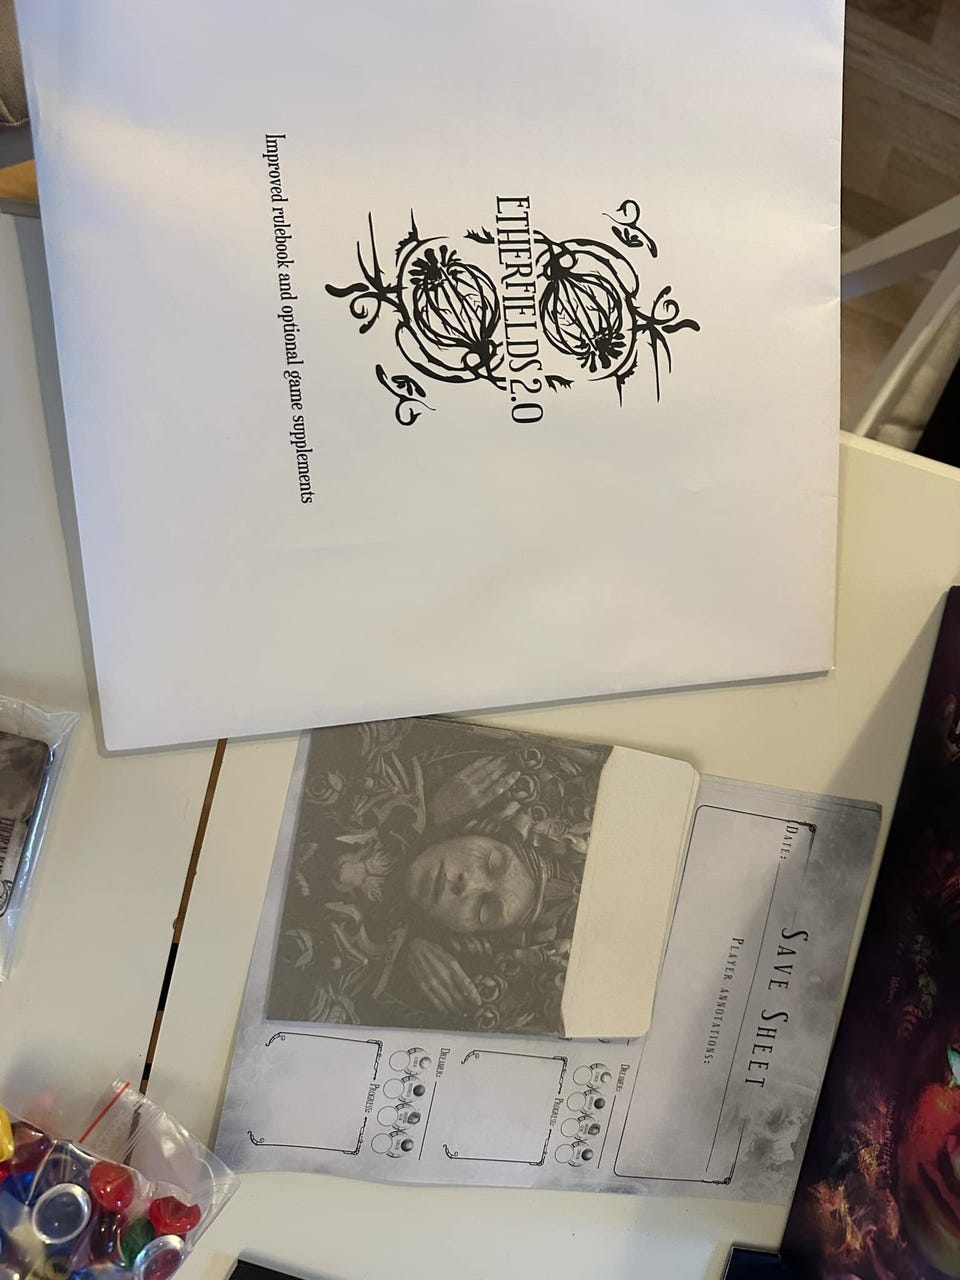 ETHERFIELDS 2.0
Improved rulebook and optional game supplements
SAVE SHEET
DATE:
PLAYER ANNOTATIONS:
DREAMER:
PROGRESS:
DREAMER:
PROGRESS: